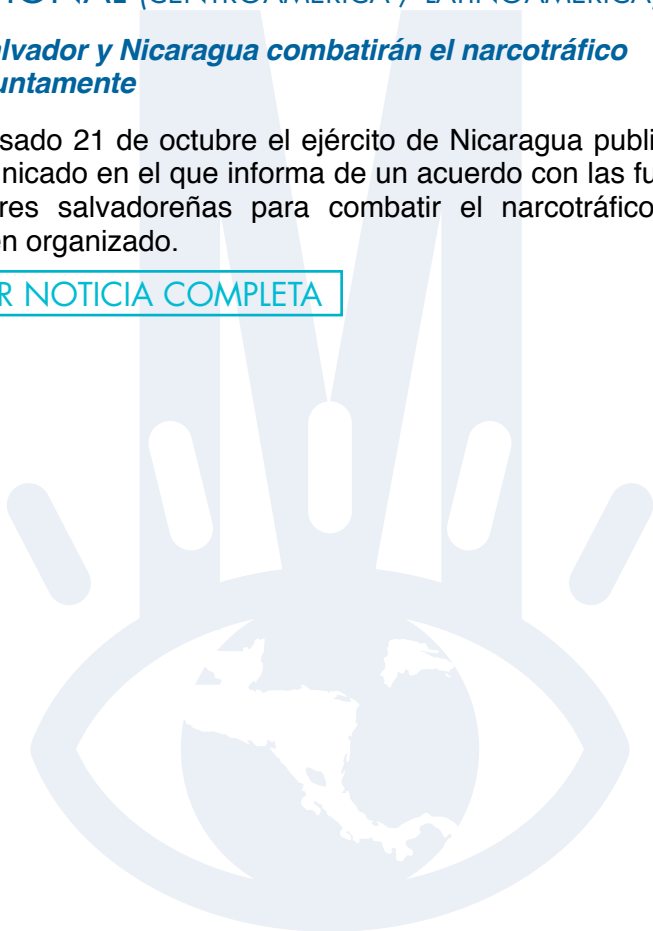 IONAL (CENTROAMÉRICA / LATINOAMÉRICA)
lvador y Nicaragua combatirán el narcotráfico
untamente
sado 21 de octubre el ejército de Nicaragua publi
nicado en el que informa de un acuerdo con las fu
res salvadoreñas para combatir el narcotráfico
n organizado.
R NOTICIA COMPLETA